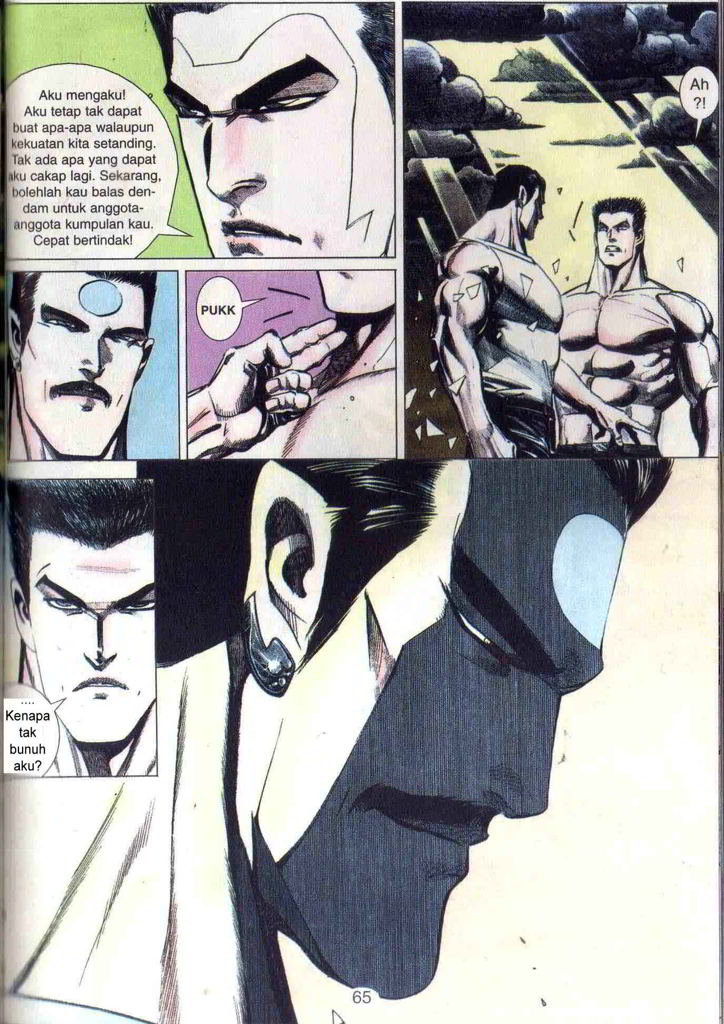 Aku mengaku!
Aku tetap tak dapat
buat apa-apa walaupun
kekuatan kita setanding.
Tak ada apa yang dapat
aku cakap lagi. Sekarang,
bolehlah kau balas den-
dam untuk anggota-
anggota kumpulan kau.
Cepat bertindak!
Ah
?!
PUKK
....
Kenapa
tak
bunuh
aku?
65